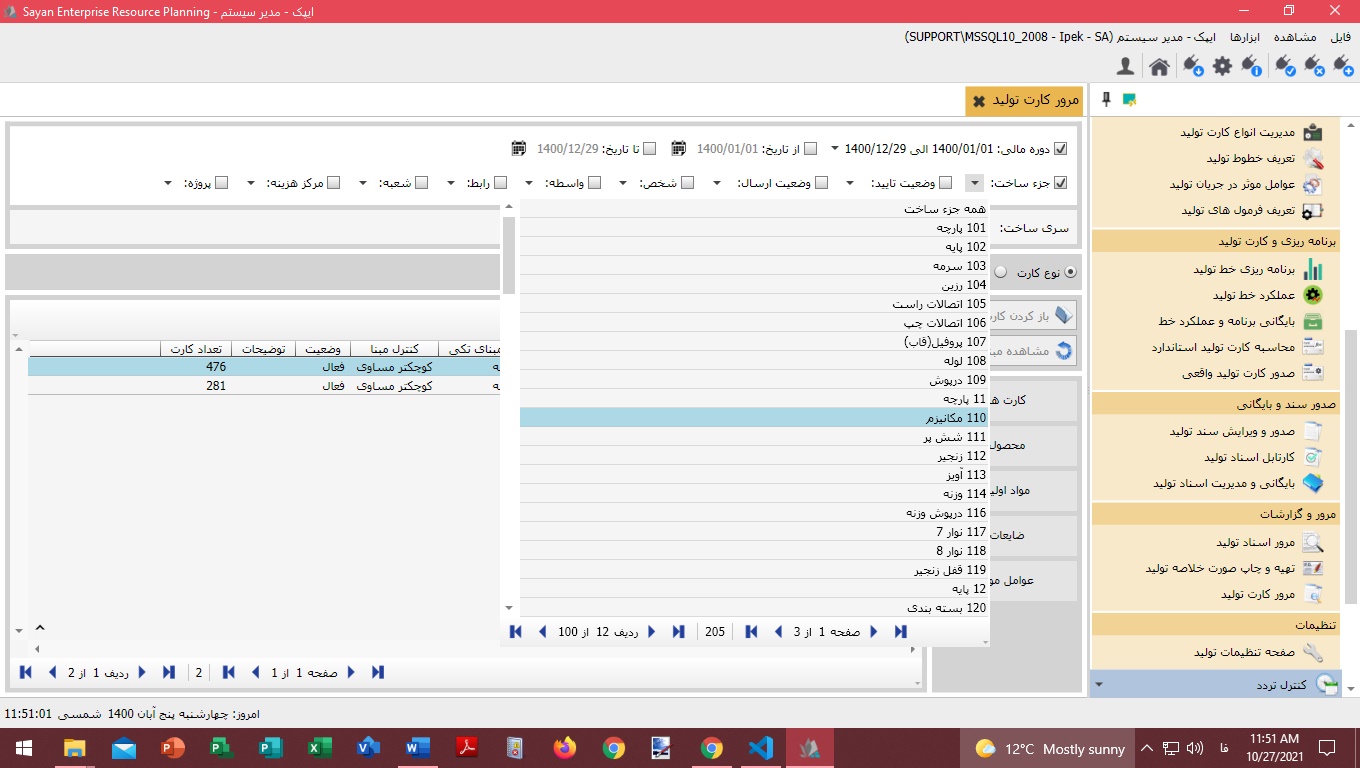 ایپک - مدیر سیستم - Sayan Enterprise Resource Planning
فایل مشاهده ابزارها ایپک - مدیر سیستم (SUPPORT\MSSQL10_2008 - Ipek - SA)
مرور کارت تولید
دوره مالی: 1400/01/01 الی 1400/12/29 از تاریخ: 1400/01/01 تا تاریخ: 1400/12/29
جزء ساخت: وضعیت تایید: وضعیت ارسال: شخص: واسطه: رابط: شعبه: مرکز هزینه: پروژه:
سری ساخت:
نوع کارت
باز کردن کار
مشاهده
کارت ه
محصولا
مواد اولی
ضایعات
عوامل مو
همه جزء ساخت
101 پارچه
102 پایه
103 سرمه
104 رزین
105 اتصالات راست
106 اتصالات چپ
107 پروفیل(قاب)
108 لوله
109 درپوش
11 پارچه
110 مکانیزم
111 شش پر
112 زنجیر
113 آویز
114 وزنه
116 درپوش وزنه
117 نوار 7
118 نوار 8
119 قفل زنجیر
12 پایه
120 بسته بندی
ردیف 12 از 100 205 صفحه 1 از 3
مبنای تکی کنترل مبنا وضعیت توضیحات تعداد کارت
کوچکتر مساوی فعال 476
کوچکتر مساوی فعال 281
ردیف 1 از 2 2 صفحه 1 از 1
مدیریت انواع کارت تولید
تعریف خطوط تولید
عوامل موثر در جریان تولید
تعریف فرمول های تولید
برنامه ریزی و کارت تولید
برنامه ریزی خط تولید
عملکرد خط تولید
بایگانی برنامه و عملکرد خط
محاسبه کارت تولید استاندارد
صدور کارت تولید واقعی
صدور سند و بایگانی
صدور و ویرایش سند تولید
کارتابل اسناد تولید
بایگانی و مدیریت اسناد تولید
مرور و گزارشات
مرور اسناد تولید
تهیه و چاپ صورت خلاصه تولید
مرور کارت تولید
تنظیمات
صفحه تنظیمات تولید
کنترل تردد
امروز: چهارشنبه پنج آبان 1400 شمسی 11:51:01
12°C Mostly sunny
فا
11:51 AM
10/27/2021